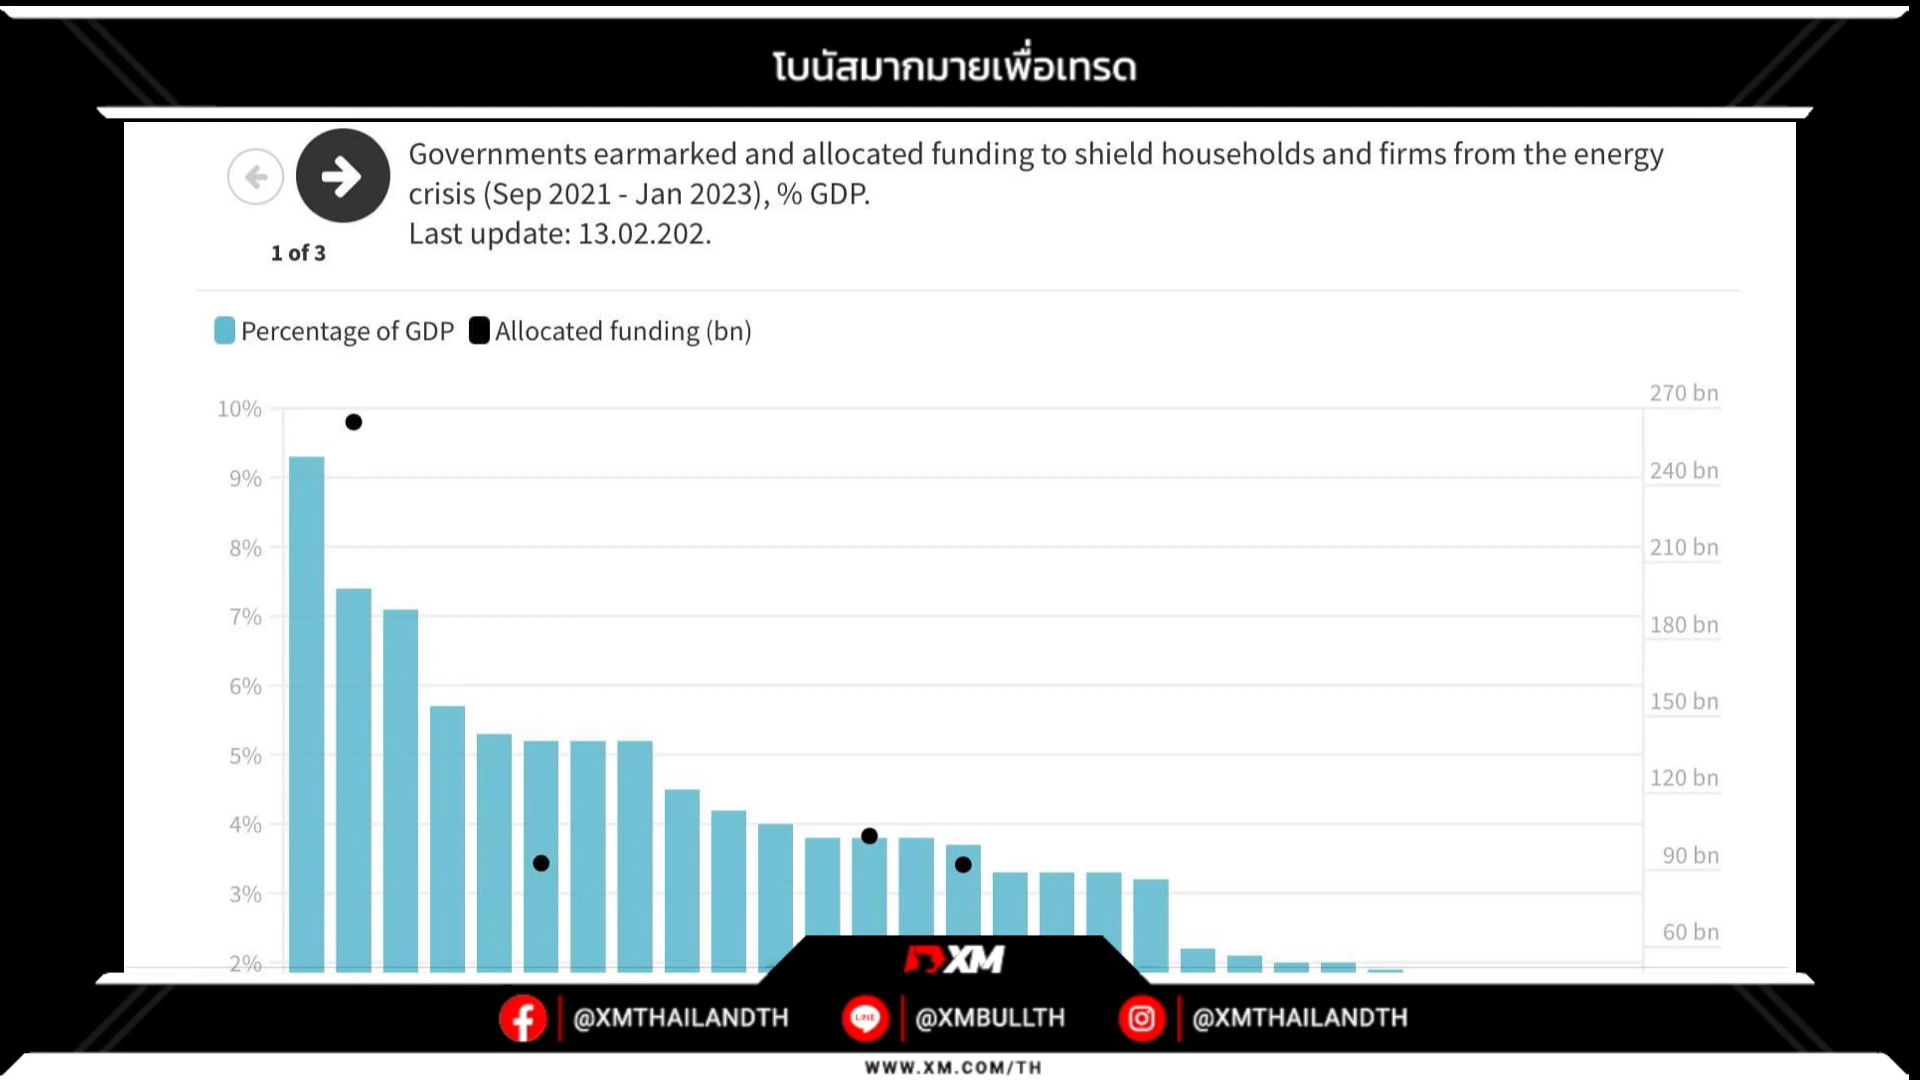 โบนัสมากมายเพื่อเทรด
Governments earmarked and allocated funding to shield households and firms from the energy
crisis (Sep 2021 - Jan 2023), % GDP.
Last update: 13.02.202.
1 of 3
Percentage of GDP Allocated funding (bn)
10%
9%
8%
7%
6%
5%
4%
3%
2%
270 bn
240 bn
210 bn
180 bn
150 bn
120 bn
90 bn
60 bn
XM
@XMTHAILANDTH LINE @XMBULLTH @XMTHAILANDTH
WWW.XM.COM/TH